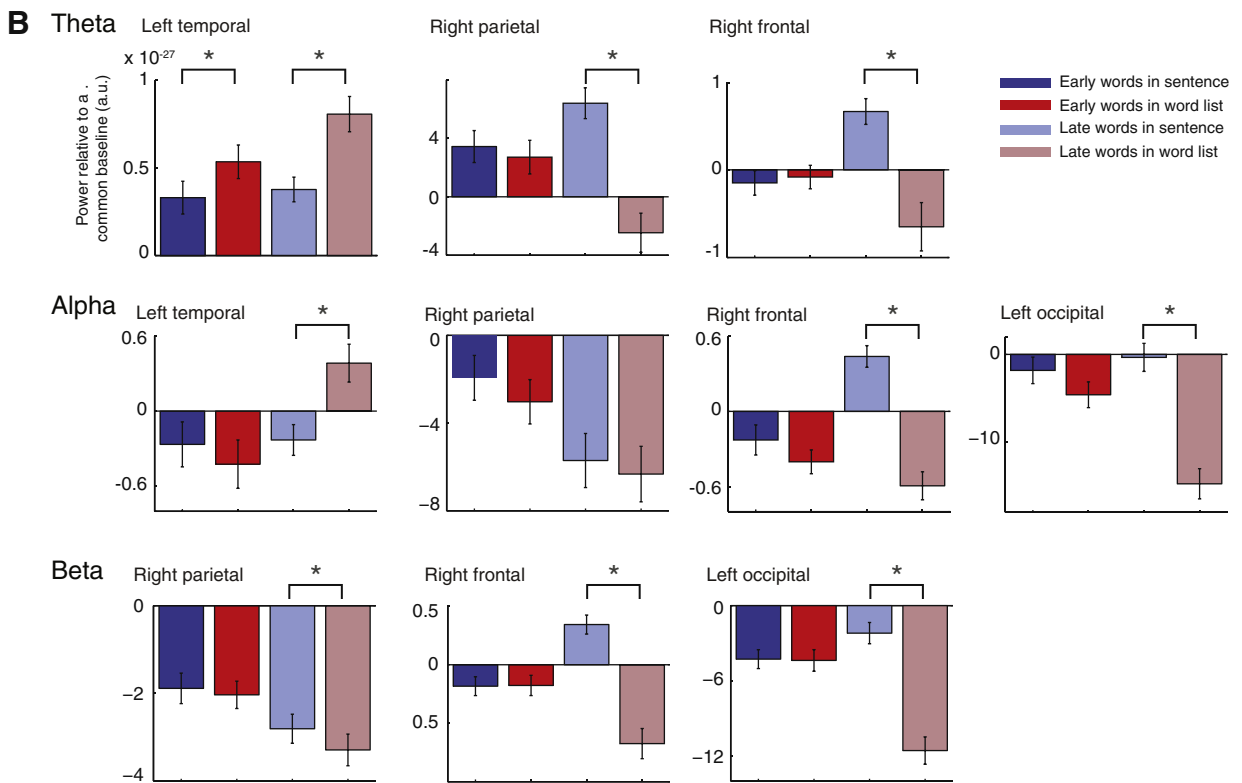 B
Theta
Left temporal
Right parietal
Right frontal
x 10-27
Power relative to a .
common baseline (a.u.)
1
0.5
0
*
*
4
0
-4
*
1
0
-1
*
Early words in sentence
Early words in word list
Late words in sentence
Late words in word list
Alpha
Left temporal
Right parietal
Right frontal
Left occipital
0.6
0
-0.6
*
0
−4
−8
0.6
0
-0.6
*
0
−10
*
Beta
Right parietal
Right frontal
Left occipital
0
−2
−4
*
0.5
0
0.5
*
0
−6
−12
*